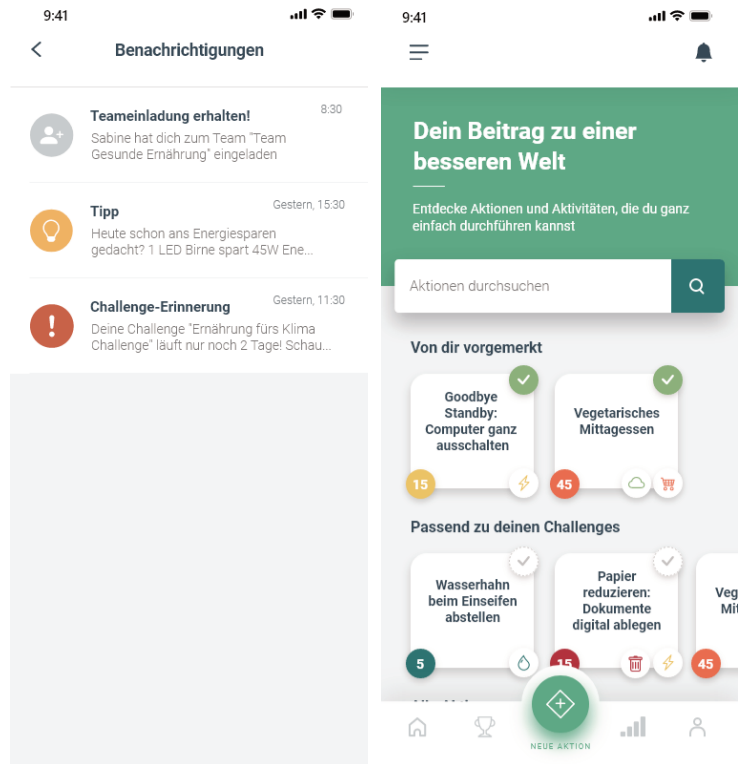 9:41
Benachrichtigungen
Teameinladung erhalten!
8:30
Sabine hat dich zum Team "Team
Gesunde Ernährung" eingeladen
Tipp
Gestern, 15:30
Heute schon ans Energiesparen
gedacht? 1 LED Birne spart 45W Ene...
Challenge-Erinnerung
Gestern, 11:30
Deine Challenge "Ernährung fürs Klima
Challenge" läuft nur noch 2 Tage! Schau...
9:41
Dein Beitrag zu einer
besseren Welt
Entdecke Aktionen und Aktivitäten, die du ganz
einfach durchführen kannst
Aktionen durchsuchen
Von dir vorgemerkt
Goodbye
Standby:
Computer ganz
ausschalten
15
Vegetarisches
Mittagessen
45
Passend zu deinen Challenges
Wasserhahn
beim Einseifen
abstellen
5
Papier
reduzieren:
Dokumente
digital ablegen
15
Veg
Mit
45
NEUE AKTION